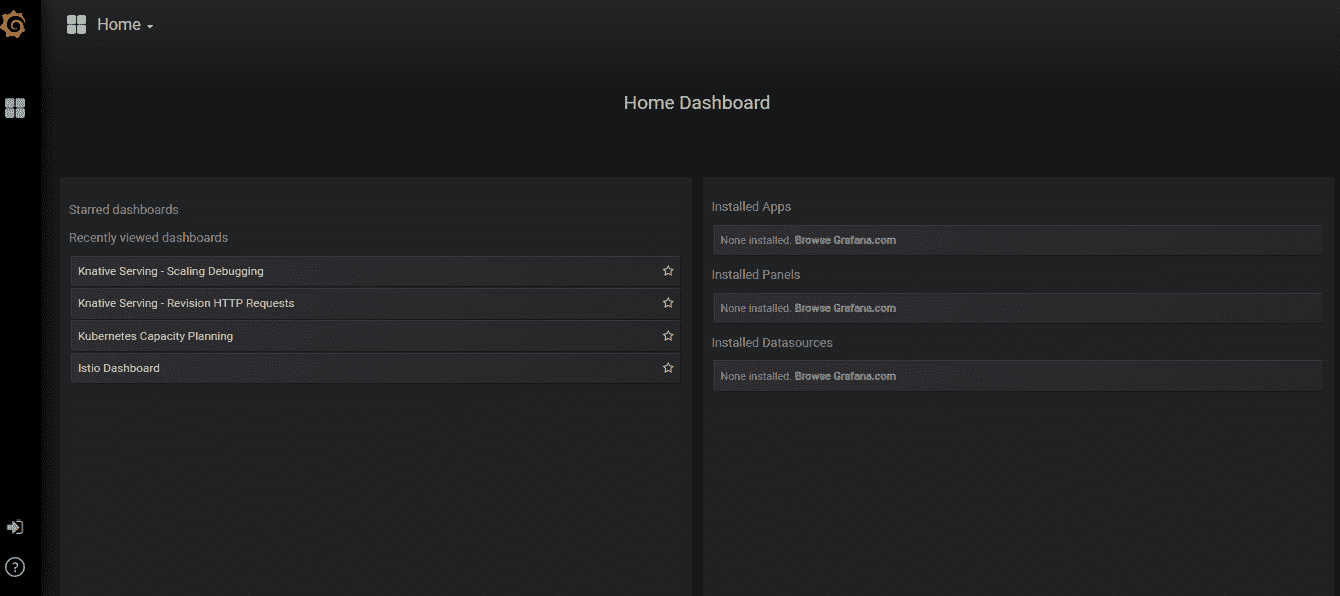 Home
Home Dashboard
Starred dashboards
Recently viewed dashboards
Knative Serving - Scaling Debugging
Knative Serving - Revision HTTP Requests
Kubernetes Capacity Planning
Istio Dashboard
Installed Apps
None installed. Browse Grafana.com
Installed Panels
None installed. Browse Grafana.com
Installed Datasources
None installed. Browse Grafana.com
?